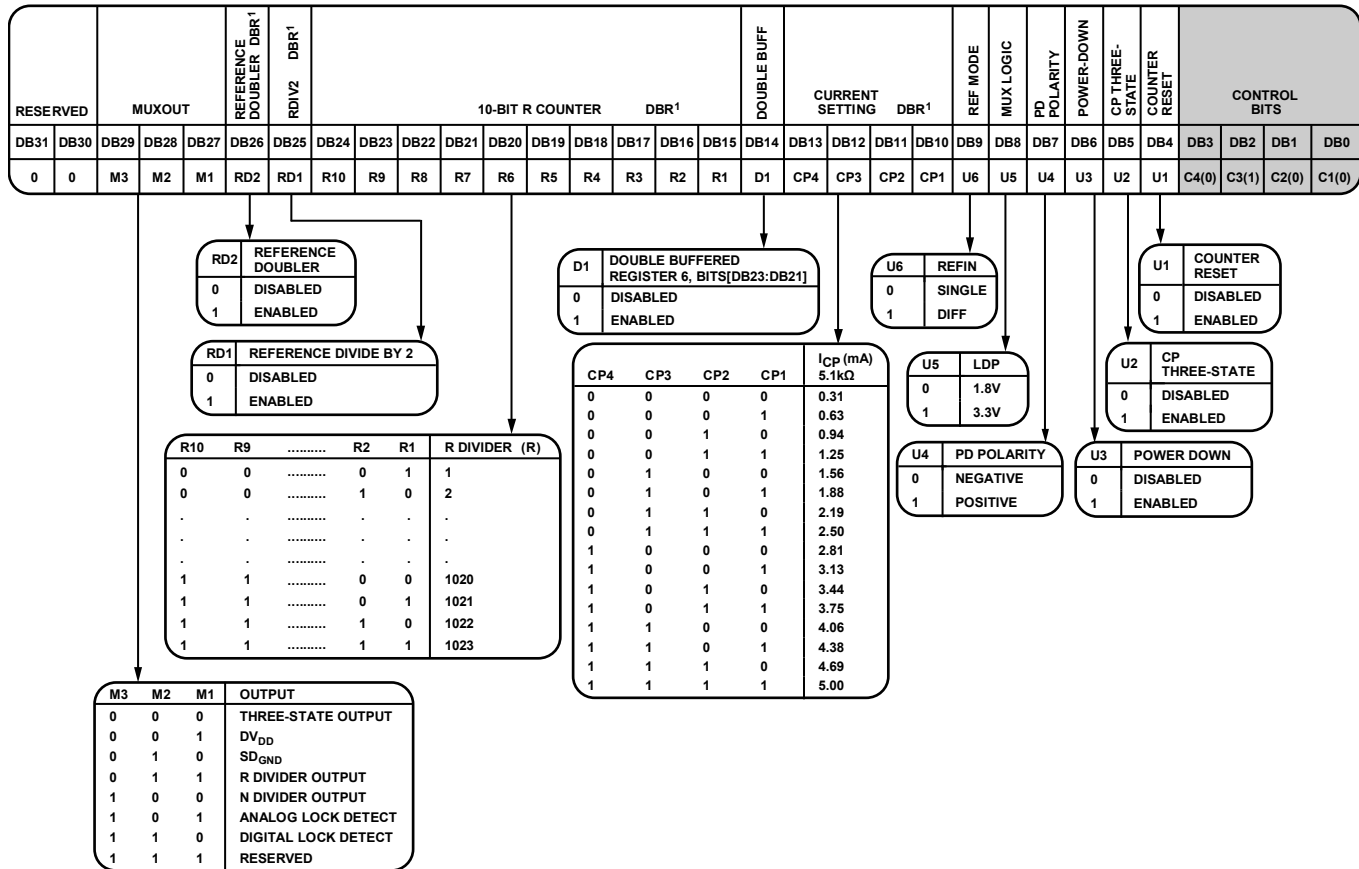 RESERVED MUXOUT REFERENCE DOUBLER DBR1 RDIV2 DBR1 10-BIT R COUNTER DBR1 DOUBLE BUFF CURRENT SETTING DBR1 REF MODE MUX LOGIC PD POLARITY POWER-DOWN CP THREE-STATE COUNTER RESET CONTROL BITS
DB31 DB30 DB29 DB28 DB27 DB26 DB25 DB24 DB23 DB22 DB21 DB20 DB19 DB18 DB17 DB16 DB15 DB14 DB13 DB12 DB11 DB10 DB9 DB8 DB7 DB6 DB5 DB4 DB3 DB2 DB1 DB0
0 0 M3 M2 M1 RD2 RD1 R10 R9 R8 R7 R6 R5 R4 R3 R2 R1 D1 CP4 CP3 CP2 CP1 U6 U5 U4 U3 U2 U1 C4(0) C3(1) C2(0) C1(0)
RD2 REFERENCE DOUBLER
0 DISABLED
1 ENABLED
RD1 REFERENCE DIVIDE BY 2
0 DISABLED
1 ENABLED
R10 R9 .......... R2 R1 R DIVIDER (R)
0 0 .......... 0 1 1
0 0 .......... 1 0 2
. . .......... . . .
. . .......... . . .
. . .......... . . .
1 1 .......... 0 0 1020
1 1 .......... 0 1 1021
1 1 .......... 1 0 1022
1 1 .......... 1 1 1023
M3 M2 M1 OUTPUT
0 0 0 THREE-STATE OUTPUT
0 0 1 DVDD
0 1 0 SDGND
0 1 1 R DIVIDER OUTPUT
1 0 0 N DIVIDER OUTPUT
1 0 1 ANALOG LOCK DETECT
1 1 0 DIGITAL LOCK DETECT
1 1 1 RESERVED
D1 DOUBLE BUFFERED
REGISTER 6, BITS[DB23:DB21]
0 DISABLED
1 ENABLED
CP4 CP3 CP2 CP1 ICP (mA) 5.1kΩ
0 0 0 0 0.31
0 0 0 1 0.63
0 0 1 0 0.94
0 0 1 1 1.25
0 1 0 0 1.56
0 1 0 1 1.88
0 1 1 0 2.19
0 1 1 1 2.50
1 0 0 0 2.81
1 0 0 1 3.13
1 0 1 0 3.44
1 0 1 1 3.75
1 1 0 0 4.06
1 1 0 1 4.38
1 1 1 0 4.69
1 1 1 1 5.00
U6 REFIN
0 SINGLE
1 DIFF
U5 LDP
0 1.8V
1 3.3V
U4 PD POLARITY
0 NEGATIVE
1 POSITIVE
U1 COUNTER RESET
0 DISABLED
1 ENABLED
U2 CP THREE-STATE
0 DISABLED
1 ENABLED
U3 POWER DOWN
0 DISABLED
1 ENABLED